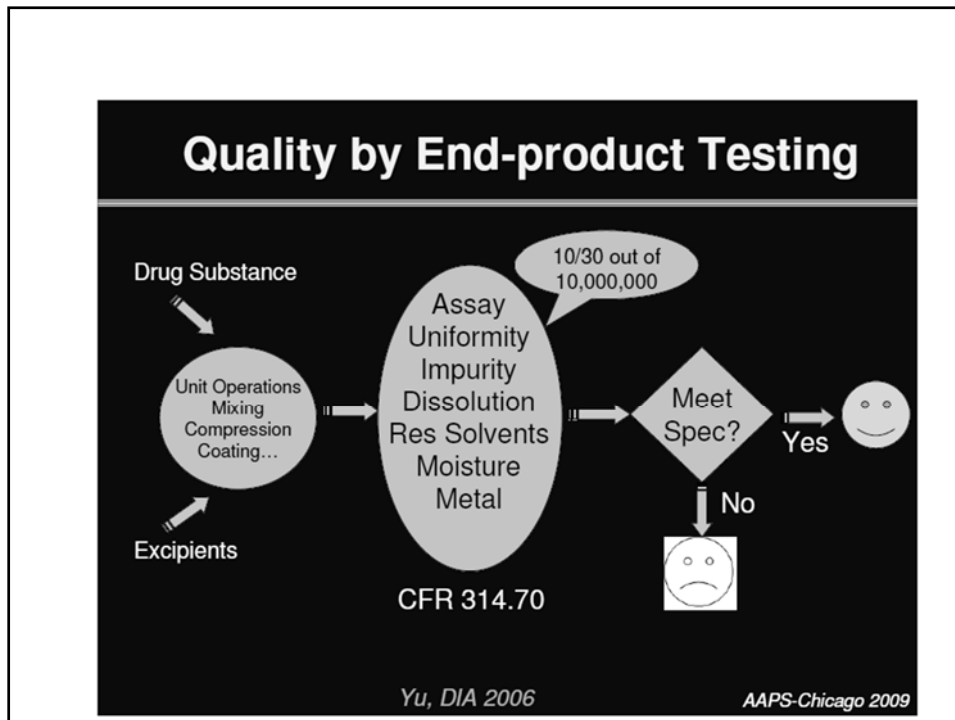 Quality by End-product Testing
10/30 out of
10,000,000
Drug Substance
Unit Operations
Mixing
Compression
Coating...
Excipients
Assay
Uniformity
Impurity
Dissolution
Res Solvents
Moisture
Metal
CFR 314.70
Meet
Spec?
Yes
No
Yu, DIA 2006
AAPS-Chicago 2009